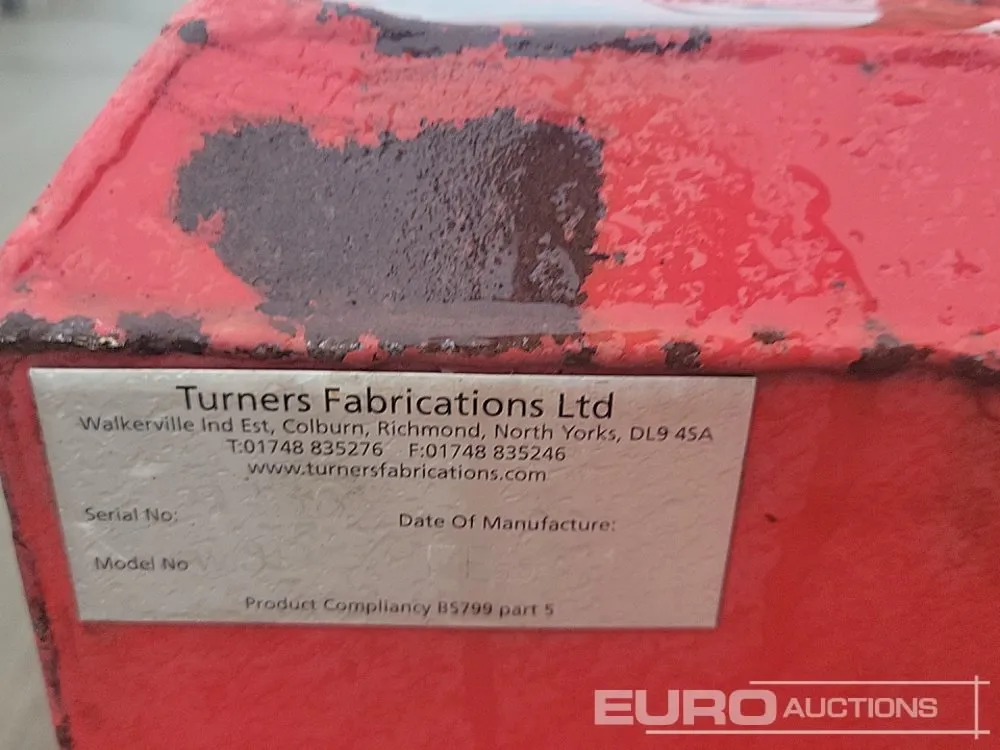 Turners Fabrications Ltd
Walkerville Ind Est, Colburn, Richmond, North Yorks, DL9 4SA
T:01748 835276 F:01748 835246
www.turnersfabrications.com
Serial No: Date Of Manufacture:
Model No
Product Compliancy BS799 part 5
EURO AUCTIONS